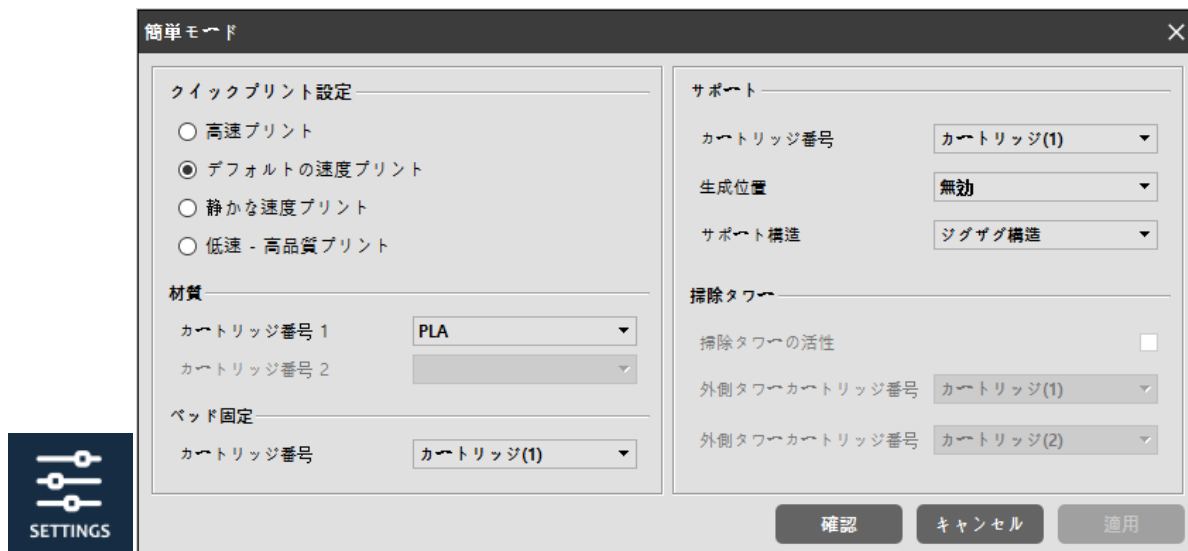 簡単モード
クイックプリント設定
高速プリント
デフォルトの速度プリント
静かな速度プリント
低速 - 高品質プリント
材質
カートリッジ番号 1
PLA
カートリッジ番号 2
ベッド固定
カートリッジ番号
カートリッジ(1)
サポート
カートリッジ番号
カートリッジ(1)
生成位置
無効
サポート構造
ジグザグ構造
掃除タワー
掃除タワーの活性
外側タワーカートリッジ番号
カートリッジ(1)
外側タワーカートリッジ番号
カートリッジ(2)
確認
キャンセル
適用
SETTINGS